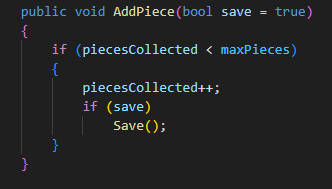 public void AddPiece(bool save = true)
{
    if (piecesCollected < maxPieces)
    {
        piecesCollected++;
        if (save)
            Save();
    }
}